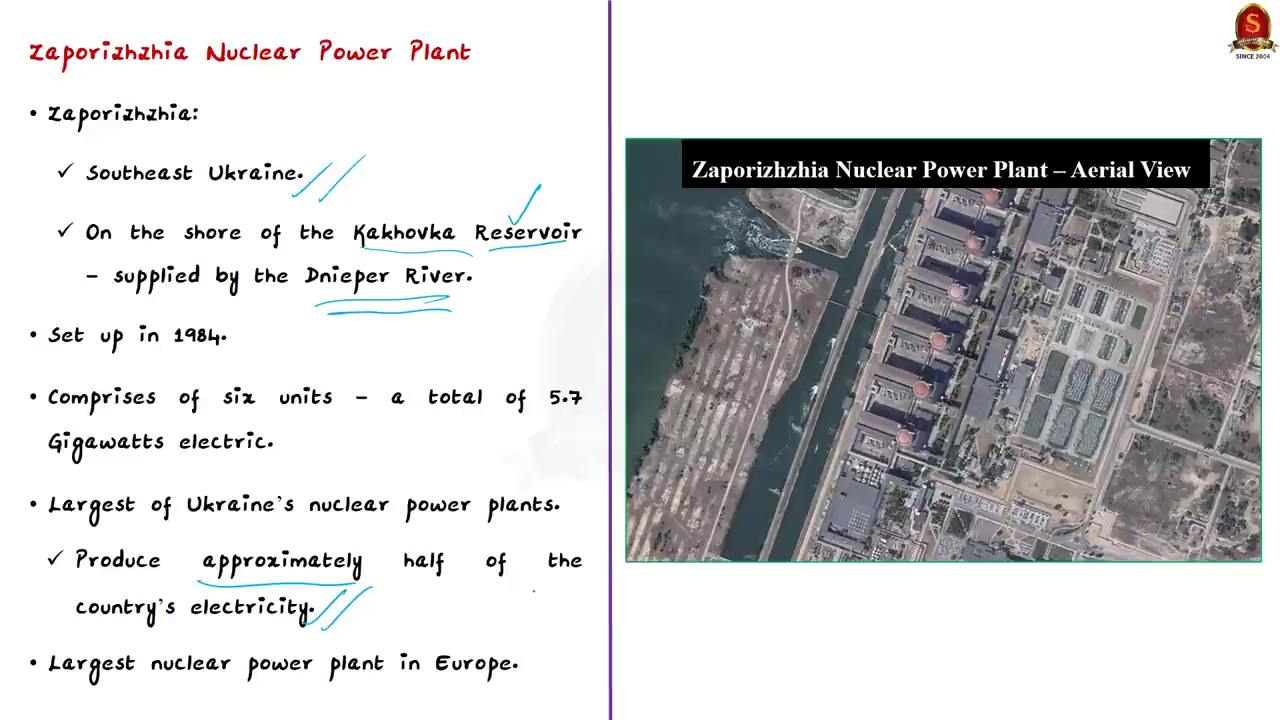 Zaporizhzhia Nuclear Power Plant
• Zaporizhzhia:
✓ Southeast Ukraine.
✓ On the shore of the Kakhovka Reservoir
– supplied by the Dnieper River.
• Set up in 1984.
• Comprises of six units – a total of 5.7
Gigawatts electric.
• Largest of Ukraine's nuclear power plants.
✓ Produce approximately half of the
country's electricity.
• Largest nuclear power plant in Europe.
Zaporizhzhia Nuclear Power Plant – Aerial View
S
SINCE 2004